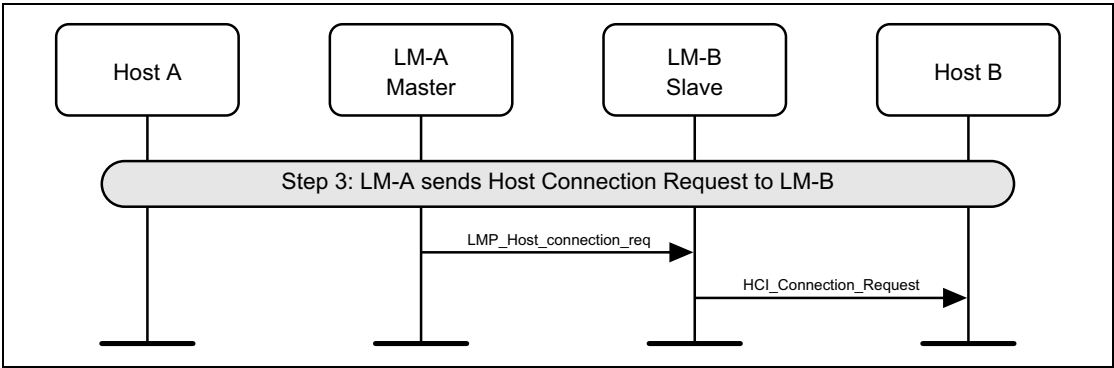 Host A
LM-A
Master
LM-B
Slave
Host B
Step 3: LM-A sends Host Connection Request to LM-B
LMP_Host_connection_req
HCI_Connection_Request